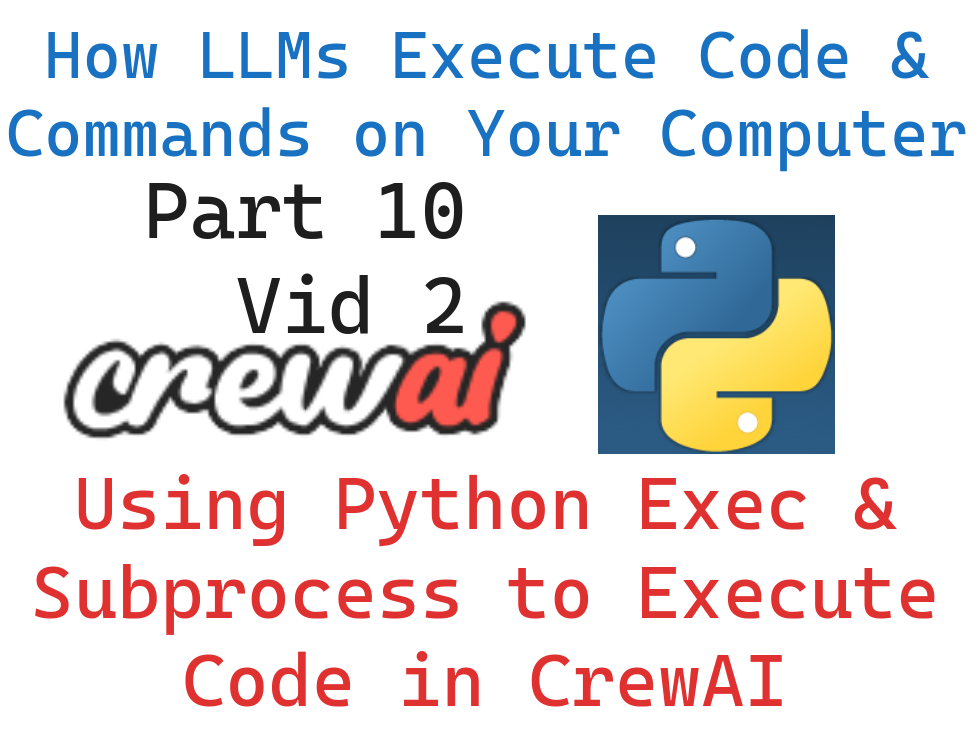 How LLMs Execute Code &
Commands on Your Computer
Part 10
Vid 2
crewai
Using Python Exec &
Subprocess to Execute
Code in CrewAI